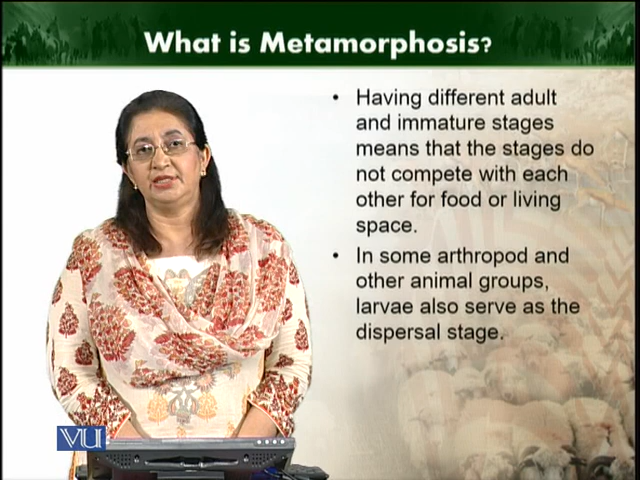 What is Metamorphosis?
• Having different adult
and immature stages
means that the stages do
not compete with each
other for food or living
space.
• In some arthropod and
other animal groups,
larvae also serve as the
dispersal stage.
VU